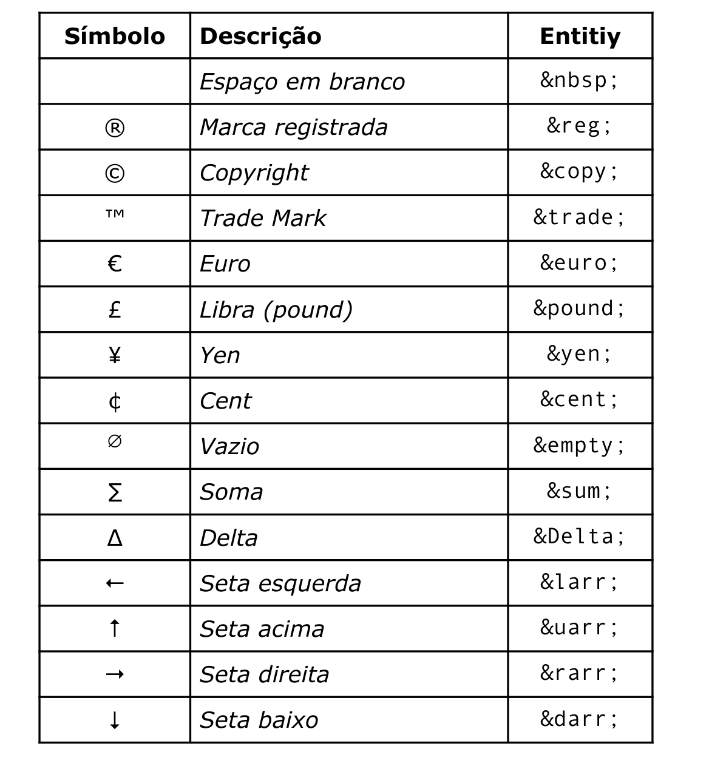 Símbolo Descrição Entitiy
Espaço em branco &nbsp;
® Marca registrada &reg;
© Copyright &copy;
™ Trade Mark &trade;
€ Euro &euro;
£ Libra (pound) &pound;
¥ Yen &yen;
¢ Cent &cent;
∅ Vazio &empty;
∑ Soma &sum;
Δ Delta &Delta;
← Seta esquerda &larr;
↑ Seta acima &uarr;
→ Seta direita &rarr;
↓ Seta baixo &darr;